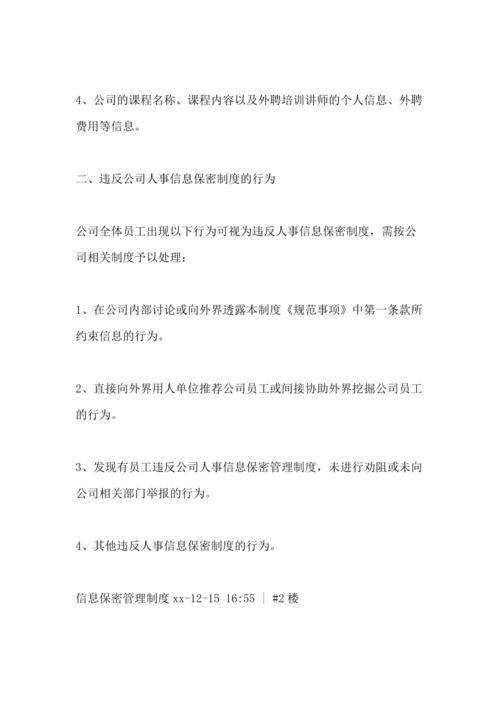 4、公司的课程名称、课程内容以及外聘培训讲师的个人信息、外聘
费用等信息。
二、违反公司人事信息保密制度的行为
公司全体员工出现以下行为可视为违反人事信息保密制度，需按公
司相关制度予以处理：
1、在公司内部讨论或向外界透露本制度《规范事项》中第一条款所
约束信息的行为。
2、直接向外界用人单位推荐公司员工或间接协助外界挖掘公司员工
的行为。
3、发现有员工违反公司人事信息保密管理制度，未进行劝阻或未向
公司相关部门举报的行为。
4、其他违反人事信息保密制度的行为。
信息保密管理制度 xx-12-15 16:55 | #2 楼